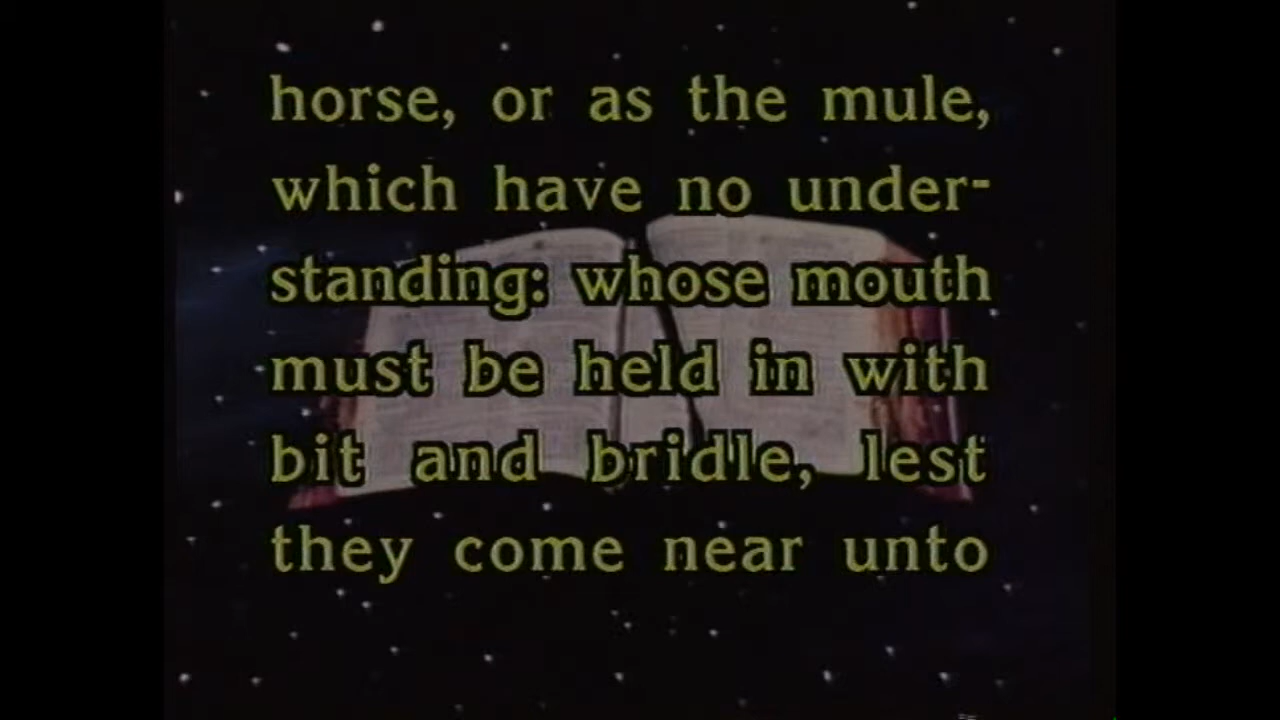 horse, or as the mule,
which have no under-
standing: whose mouth
must be held in with
bit and bridle, lest
they come near unto